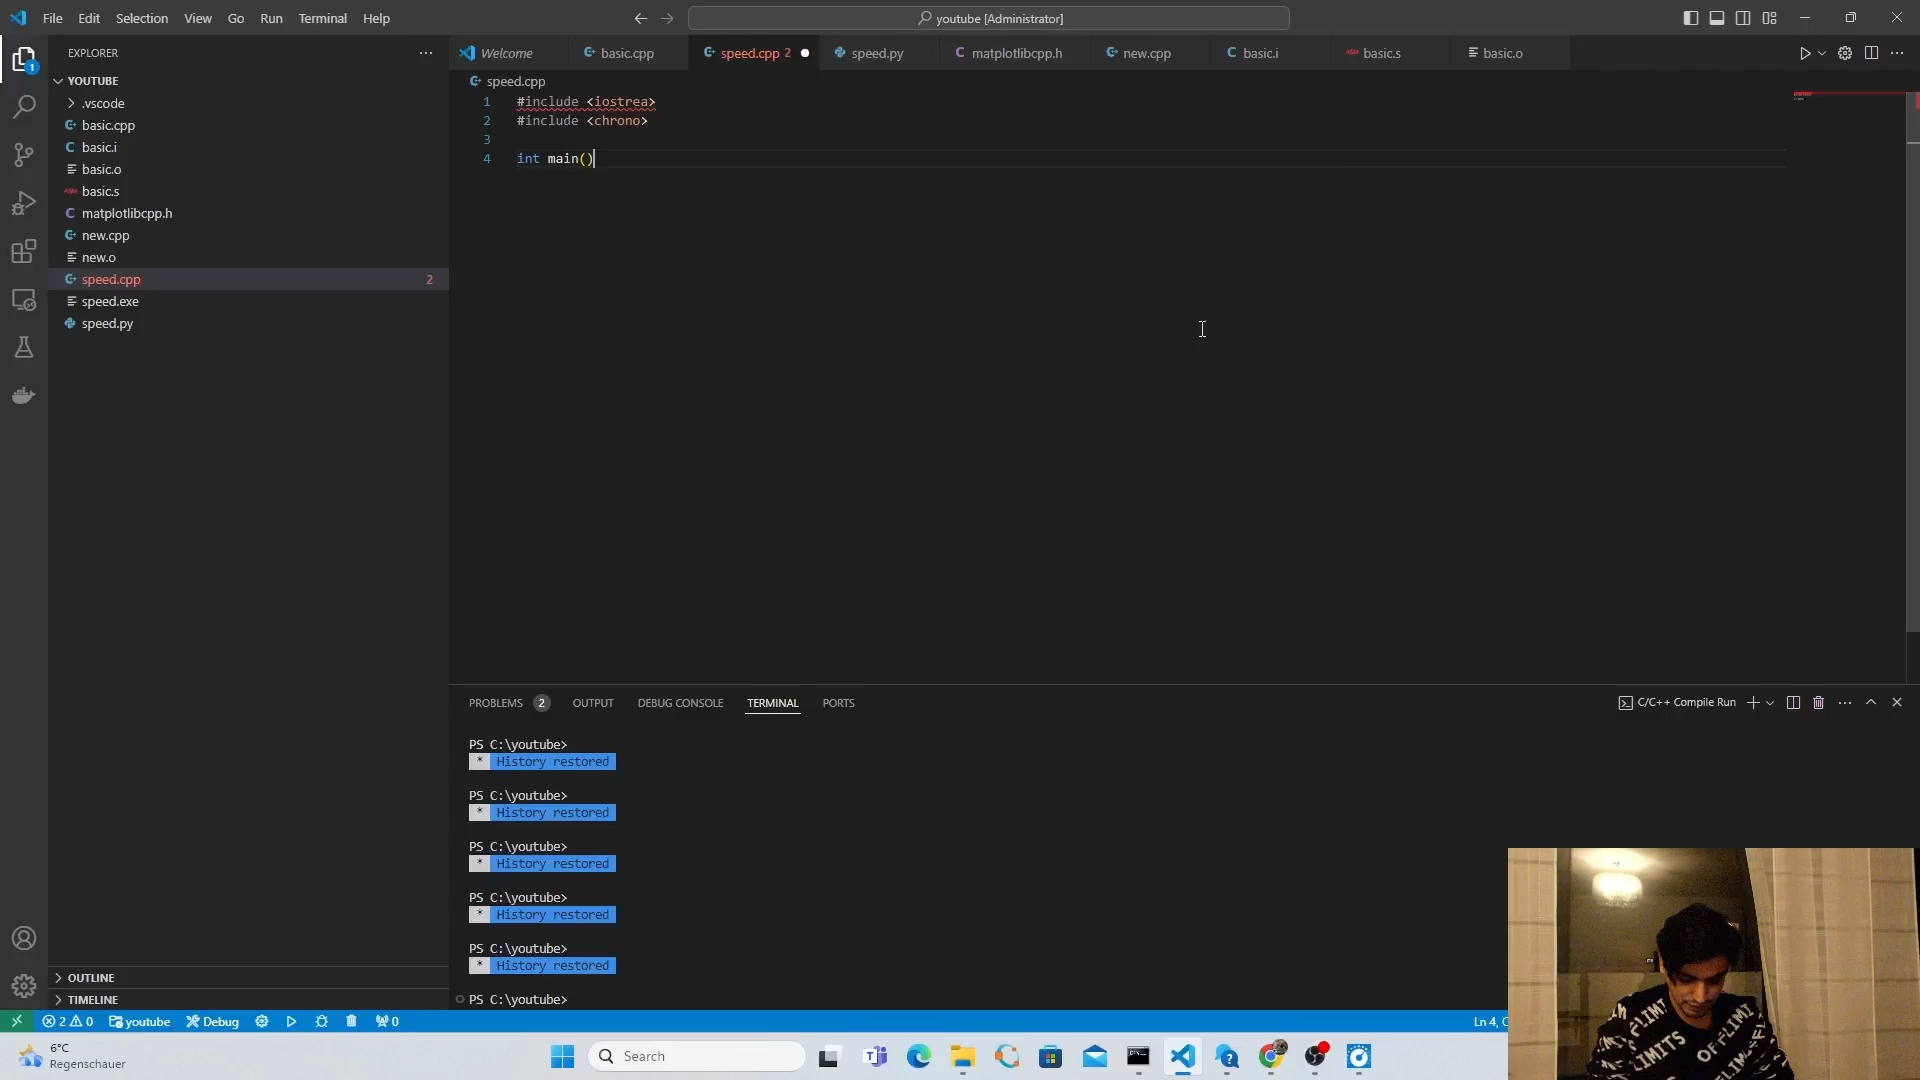 File Edit Selection View Go Run Terminal Help
youtube [Administrator]
EXPLORER
Welcome
basic.cpp
speed.cpp 2
speed.py
matplotlibcpp.h
new.cpp
basic.i
basic.s
basic.o
YOUTUBE
.vscode
basic.cpp
basic.i
basic.o
basic.s
matplotlibcpp.h
new.cpp
new.o
speed.cpp 2
speed.exe
speed.py
OUTLINE
TIMELINE
speed.cpp
1 #include <iostrea>
2 #include <chrono>
3
4 int main()
PROBLEMS 2 OUTPUT DEBUG CONSOLE TERMINAL PORTS
C/C++ Compile Run
PS C:\youtube>
* History restored
PS C:\youtube>
* History restored
PS C:\youtube>
* History restored
PS C:\youtube>
* History restored
PS C:\youtube>
* History restored
PS C:\youtube>
2 0 youtube Debug 0
Ln 4, C
6°C
Regenschauer
Search
OFF LIMITS